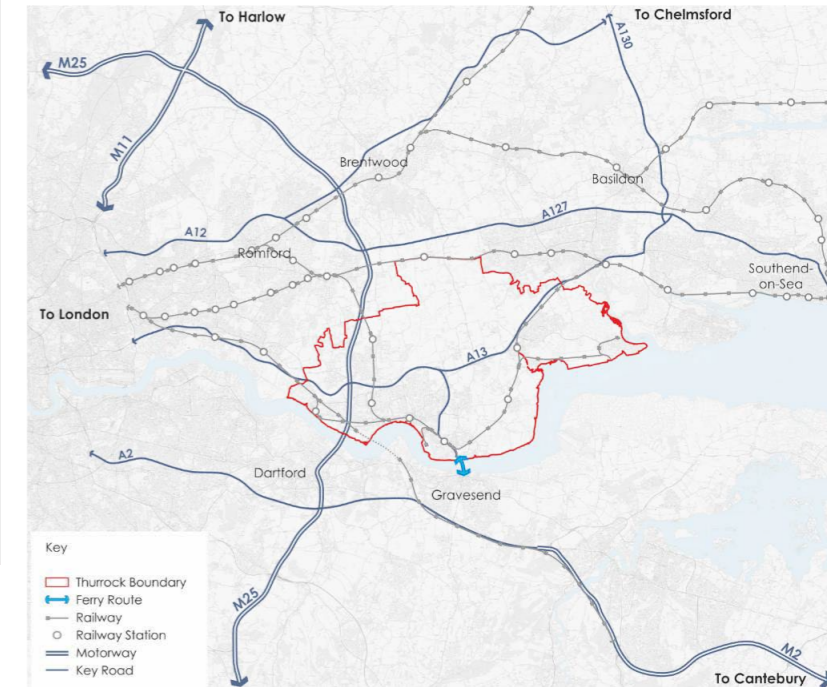 To Harlow
To Chelmsford
M25
A130
M11
Brentwood
Basildon
A127
A12
Romford
Southend-
on-Sea
To London
A13
A2
Dartford
Gravesend
Key
Thurrock Boundary
Ferry Route
Railway
Railway Station
Motorway
Key Road
M25
M2
To Cantebury